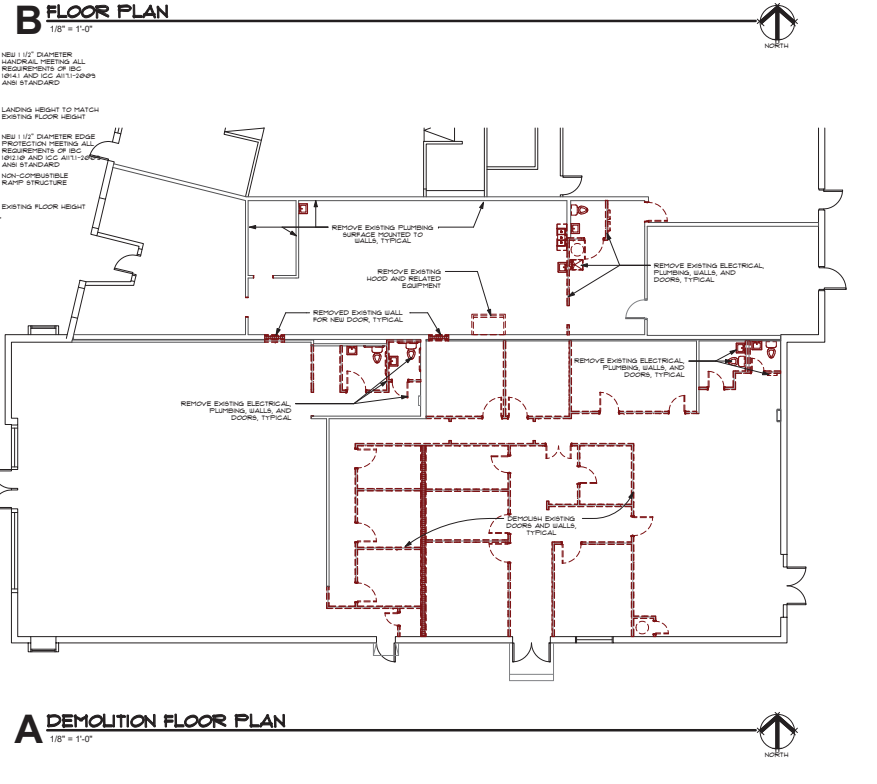 B FLOOR PLAN
1/8" = 1'-0"
NORTH
NEW 1 1/2" DIAMETER
HANDRAIL MEETING ALL
REQUIREMENTS OF IBC
1014.1 AND ICC A117.1-2009
ANSI STANDARD
LANDING HEIGHT TO MATCH
EXISTING FLOOR HEIGHT
NEW 1 1/2" DIAMETER EDGE
PROTECTION MEETING ALL
REQUIREMENTS OF IBC
1012.10 AND ICC A117.1-2009
ANSI STANDARD
NON-COMBUSTIBLE
RAMP STRUCTURE
EXISTING FLOOR HEIGHT
REMOVE EXISTING PLUMBING
SURFACE MOUNTED TO
WALLS, TYPICAL
REMOVE EXISTING
HOOD AND RELATED
EQUIPMENT
REMOVE EXISTING ELECTRICAL,
PLUMBING, WALLS, AND
DOORS, TYPICAL
REMOVED EXISTING WALL
FOR NEW DOOR, TYPICAL
REMOVE EXISTING ELECTRICAL,
PLUMBING, WALLS, AND
DOORS, TYPICAL
REMOVE EXISTING ELECTRICAL,
PLUMBING, WALLS, AND
DOORS, TYPICAL
DEMOLISH EXISTING
DOORS AND WALLS,
TYPICAL
A DEMOLITION FLOOR PLAN
1/8" = 1'-0"
NORTH